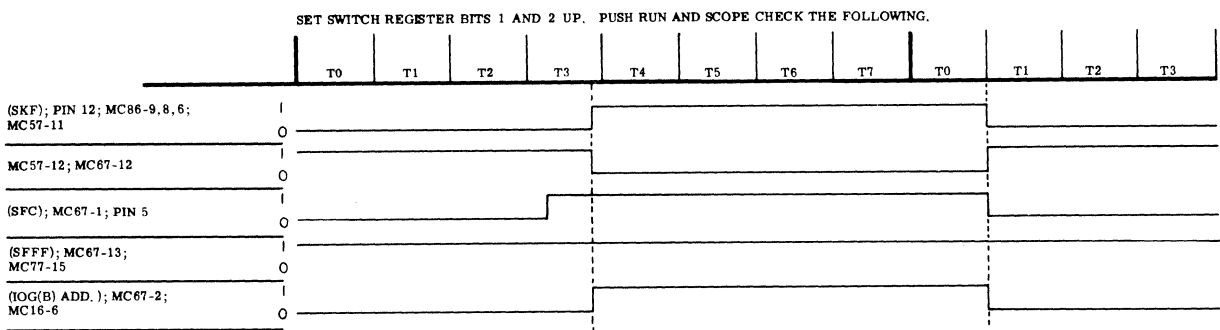 SET SWITCH REGISTER BITS 1 AND 2 UP. PUSH RUN AND SCOPE CHECK THE FOLLOWING.
T0 T1 T2 T3 T4 T5 T6 T7 T0 T1 T2 T3
(SKF); PIN 12; MC86-9,8,6; 1
MC57-11 0
MC57-12; MC67-12 1
0
(SFC); MC67-1; PIN 5 1
0
(SFFF); MC67-13; 1
MC77-15 0
(IOG(B) ADD.); MC67-2; 1
MC16-6 0